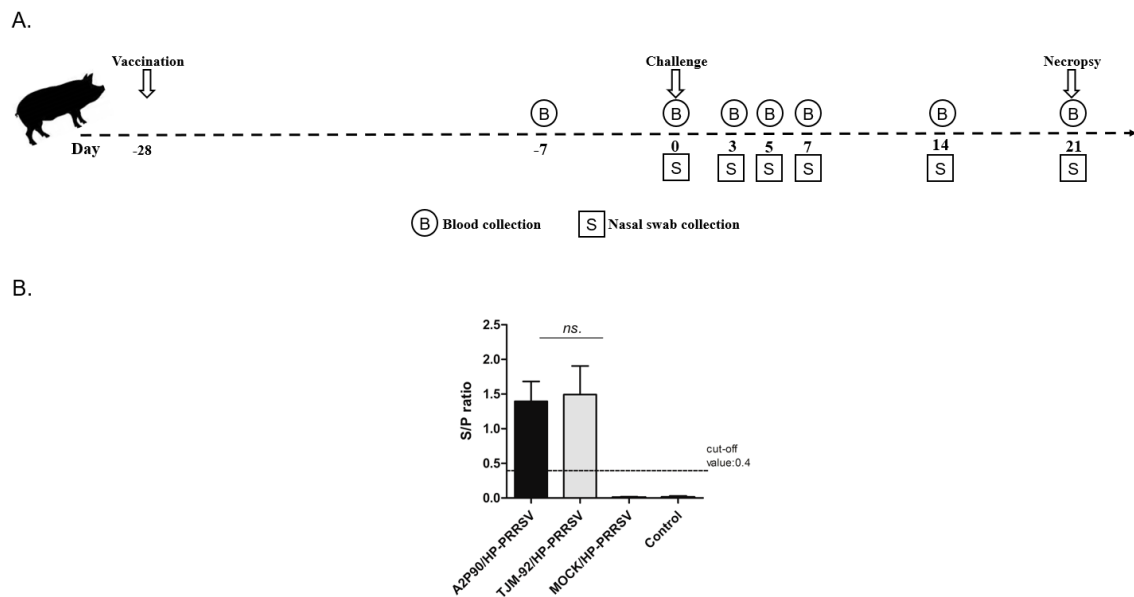 A.
Vaccination
Challenge
Necropsy
B B B B B B B
Day -28 -7 0 3 5 7 14 21
S S S S S S
B Blood collection S Nasal swab collection
B.
2.5
ns.
2.0
1.5
S/P ratio
1.0
cut-off
value:0.4
0.5
0.0
A2P90/HP-PRRSV
TJM-92/HP-PRRSV
MOCK/HP-PRRSV
Control